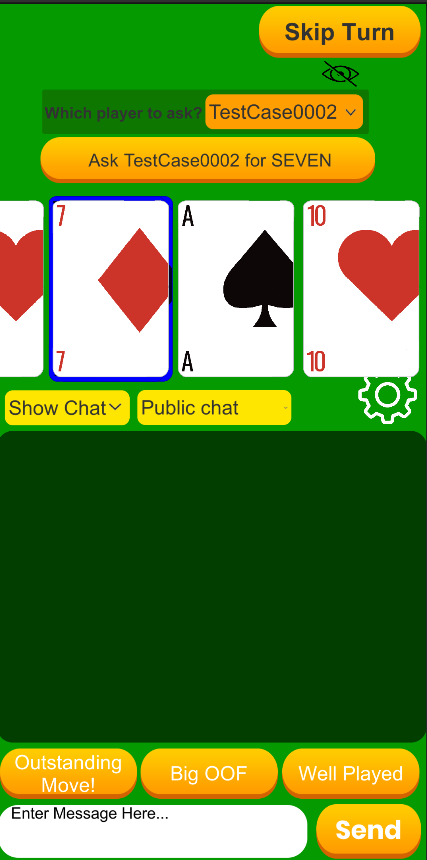 Skip Turn
Which player to ask? TestCase0002
Ask TestCase0002 for SEVEN
7 A 10
7 A 10
Show Chat Public chat
Outstanding
Move!
Big OOF
Well Played
Enter Message Here...
Send